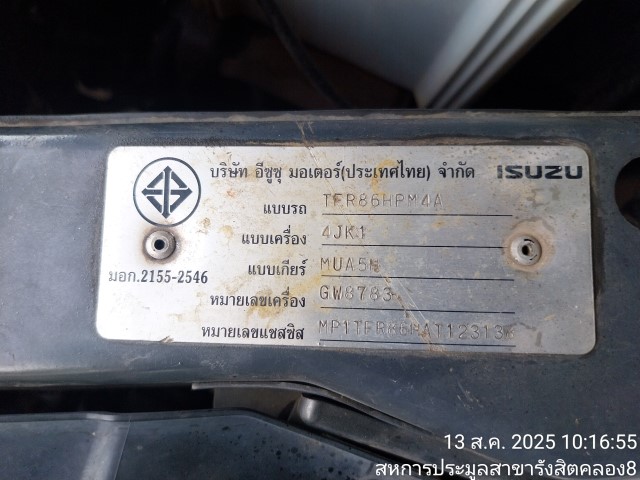 บริษัท อีซูซุ มอเตอร์(ประเทศไทย) จำกัด ISUZU
แบบรถ TFR86HPM4A
แบบเครื่อง 4JK1
แบบเกียร์ MUA5H
มอก.2155-2546
หมายเลขเครื่อง GW8783
หมายเลขแชสซิส
13 ส.ค. 2025 10:16:55
สหการประมูลสาขารังสิตคลอง8